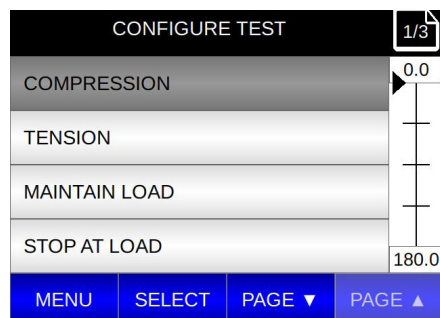 CONFIGURE TEST
1/3
COMPRESSION
0.0
TENSION
MAINTAIN LOAD
STOP AT LOAD
180.0
MENU SELECT PAGE ▼ PAGE ▲